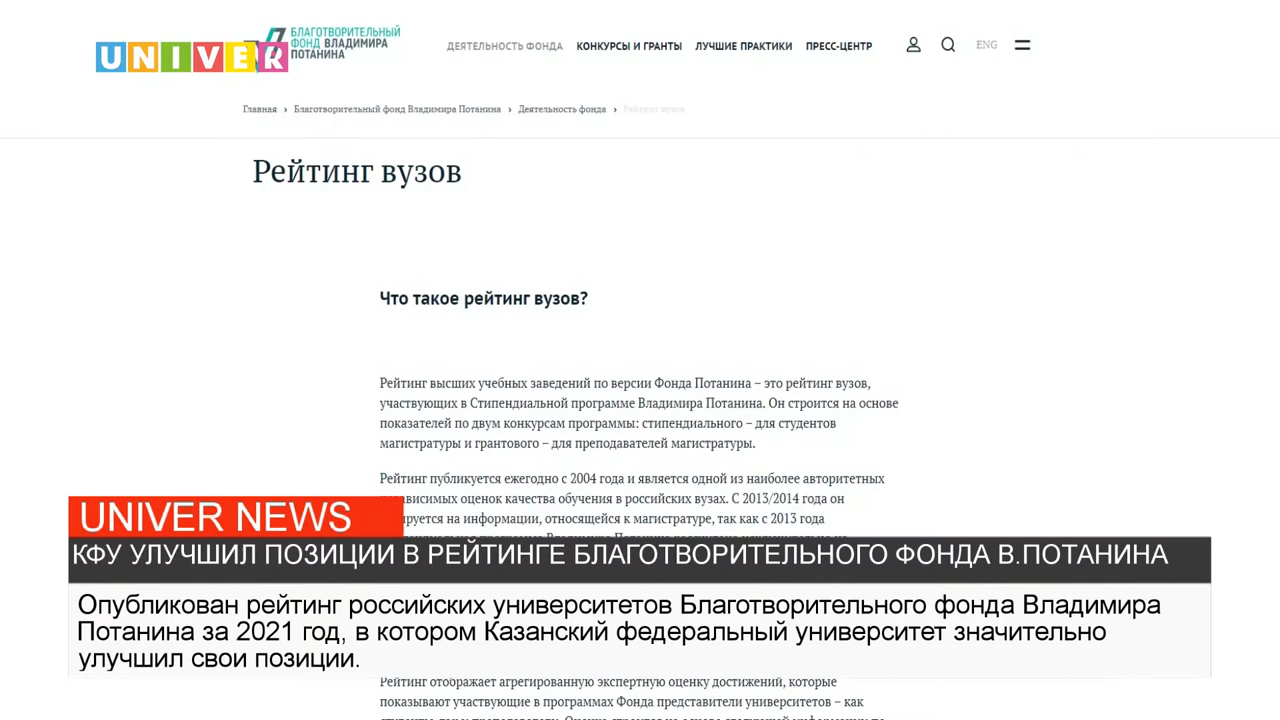 UNIVER
БЛАГОТВОРИТЕЛЬНЫЙ
ФОНД ВЛАДИМИРА
ПОТАНИНА
ДЕЯТЕЛЬНОСТЬ ФОНДА КОНКУРСЫ И ГРАНТЫ ЛУЧШИЕ ПРАКТИКИ ПРЕСС-ЦЕНТР ENG
Главная › Благотворительный фонд Владимира Потанина › Деятельность фонда › Рейтинг вузов
Рейтинг вузов
Что такое рейтинг вузов?
Рейтинг высших учебных заведений по версии Фонда Потанина – это рейтинг вузов,
участвующих в Стипендиальной программе Владимира Потанина. Он строится на основе
показателей по двум конкурсам программы: стипендиального – для студентов
магистратуры и грантового – для преподавателей магистратуры.
Рейтинг публикуется ежегодно с 2004 года и является одной из наиболее авторитетных
оценок качества обучения в российских вузах. С 2013/2014 года он
на информации, относящейся к магистратуре, так как с 2013 года
UNIVER NEWS
КФУ УЛУЧШИЛ ПОЗИЦИИ В РЕЙТИНГЕ БЛАГОТВОРИТЕЛЬНОГО ФОНДА В.ПОТАНИНА
Опубликован рейтинг российских университетов Благотворительного фонда Владимира
Потанина за 2021 год, в котором Казанский федеральный университет значительно
улучшил свои позиции.
Рейтинг отображает агрегированную экспертную оценку достижений, которые
показывают участвующие в программах Фонда представители университетов – как